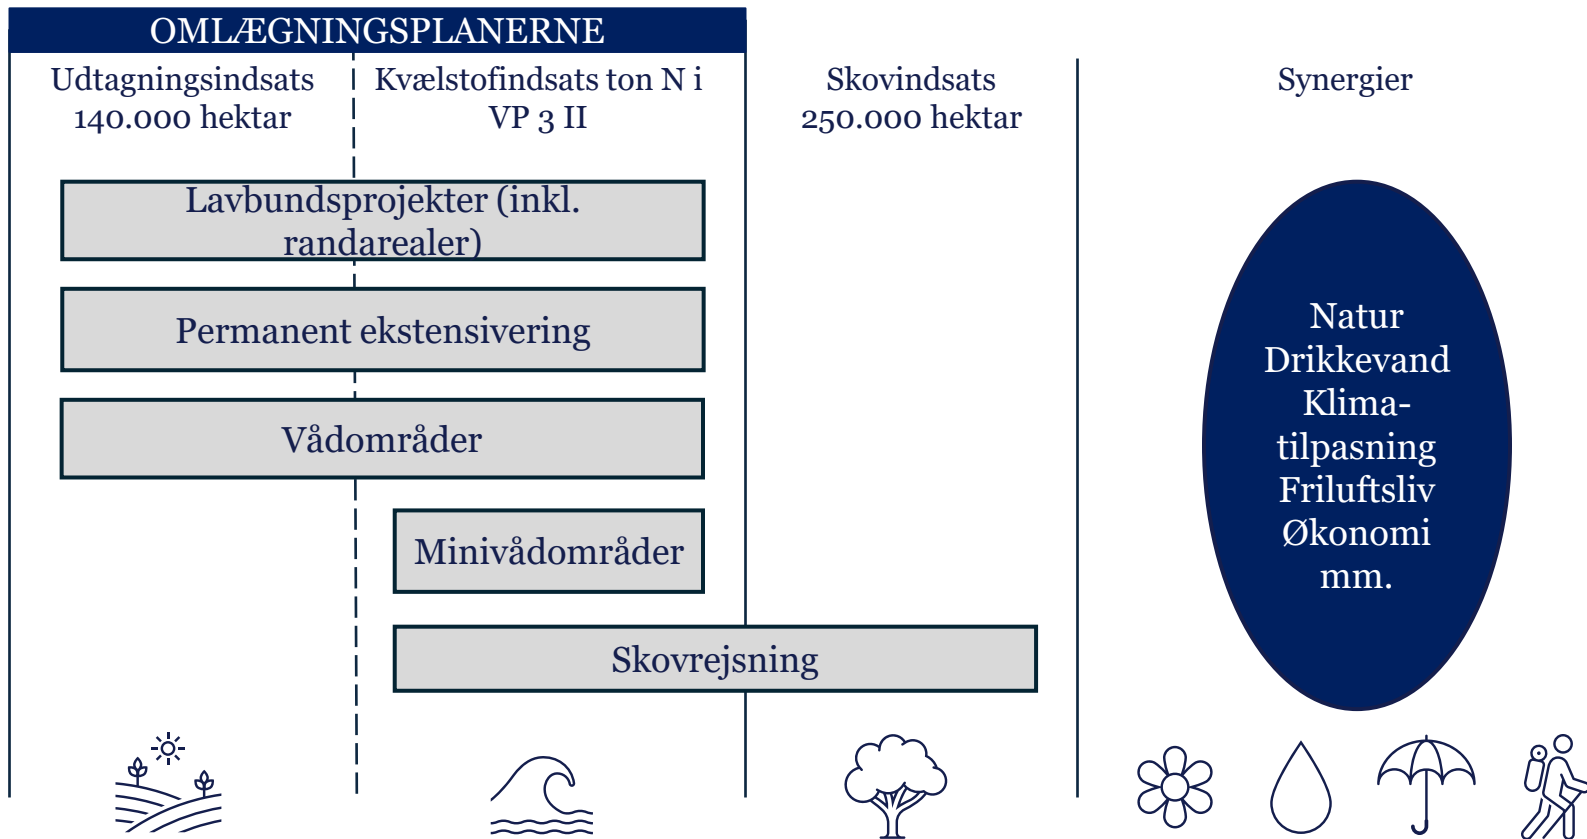 OMLÆGNINGSPLANERNE
Udtagningsindsats
140.000 hektar
Kvælstofindsats ton N i
VP 3 II
Skovindsats
250.000 hektar
Synergier
Lavbundsprojekter (inkl.
randarealer)
Permanent ekstensivering
Vådområder
Minivådområder
Skovrejsning
Natur
Drikkevand
Klima-
tilpasning
Friluftsliv
Økonomi
mm.